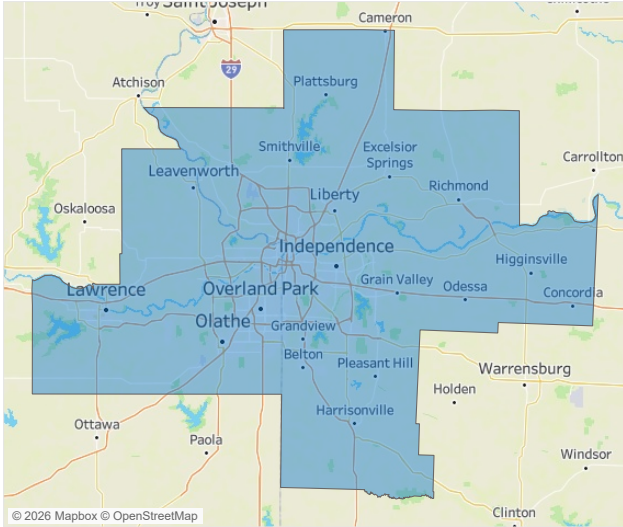 Troy
Saint Joseph
Cameron
29
Atchison
Plattsburg
Smithville
Excelsior
Springs
Carrollton
Leavenworth
Richmond
Liberty
Oskaloosa
Independence
Higginsville
Lawrence
Overland Park
Grain Valley
Odessa
Concordia
Olathe
Grandview
Belton
Pleasant Hill
Warrensburg
Holden
Harrisonville
Ottawa
Paola
Windsor
Clinton
© 2026 Mapbox © OpenStreetMap